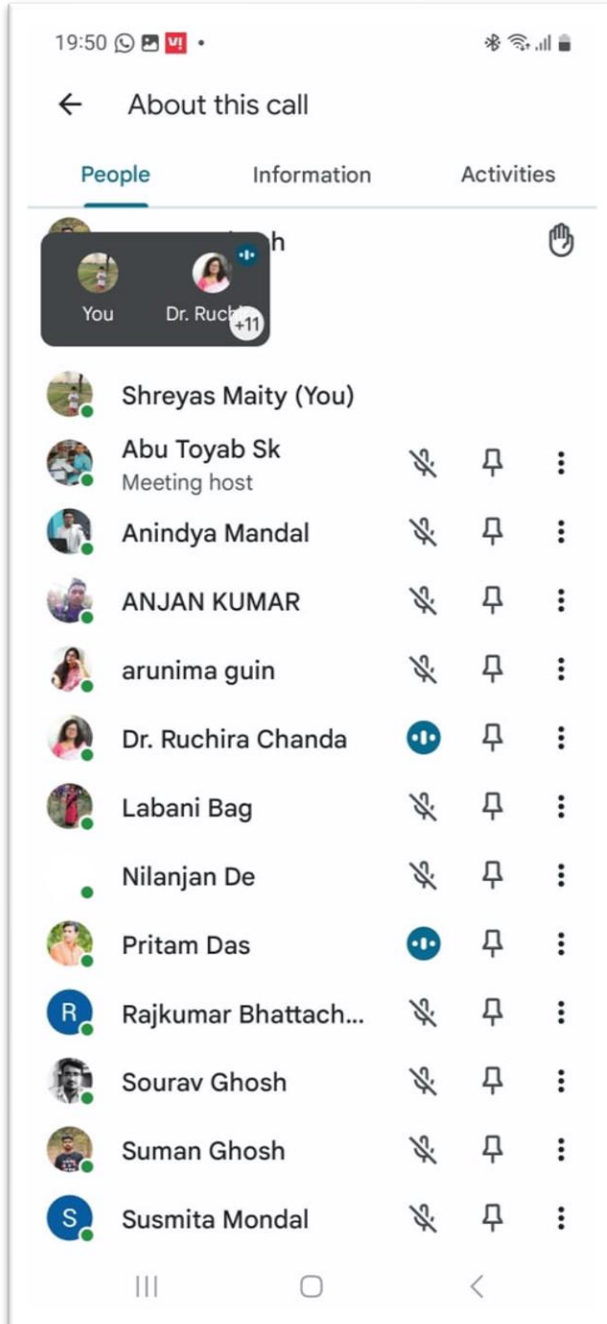 19:50
About this call
People Information Activities
h
You Dr. Ruchi
+11
Shreyas Maity (You)
Abu Toyab Sk
Meeting host
Anindya Mandal
ANJAN KUMAR
arunima guin
Dr. Ruchira Chanda
Labani Bag
Nilanjan De
Pritam Das
R Rajkumar Bhattach...
Sourav Ghosh
Suman Ghosh
S Susmita Mondal